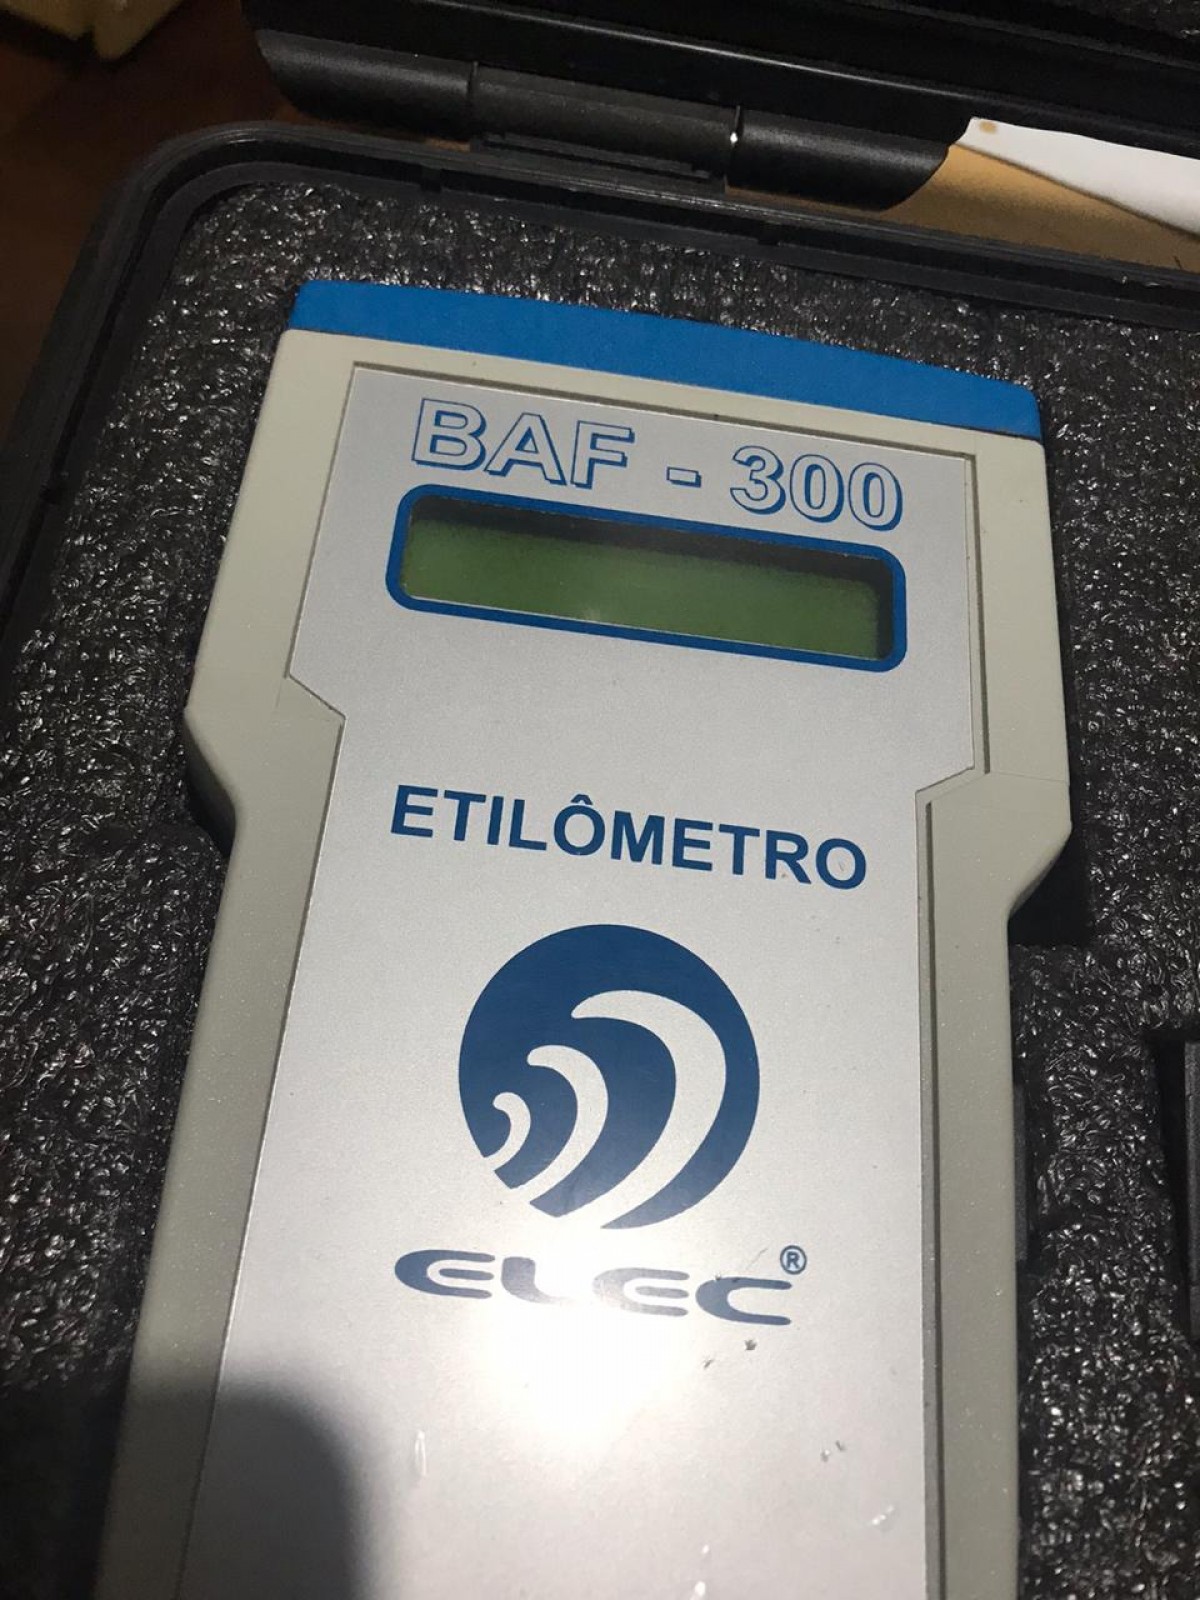 BAF - 300
ETILÔMETRO
ELEC®